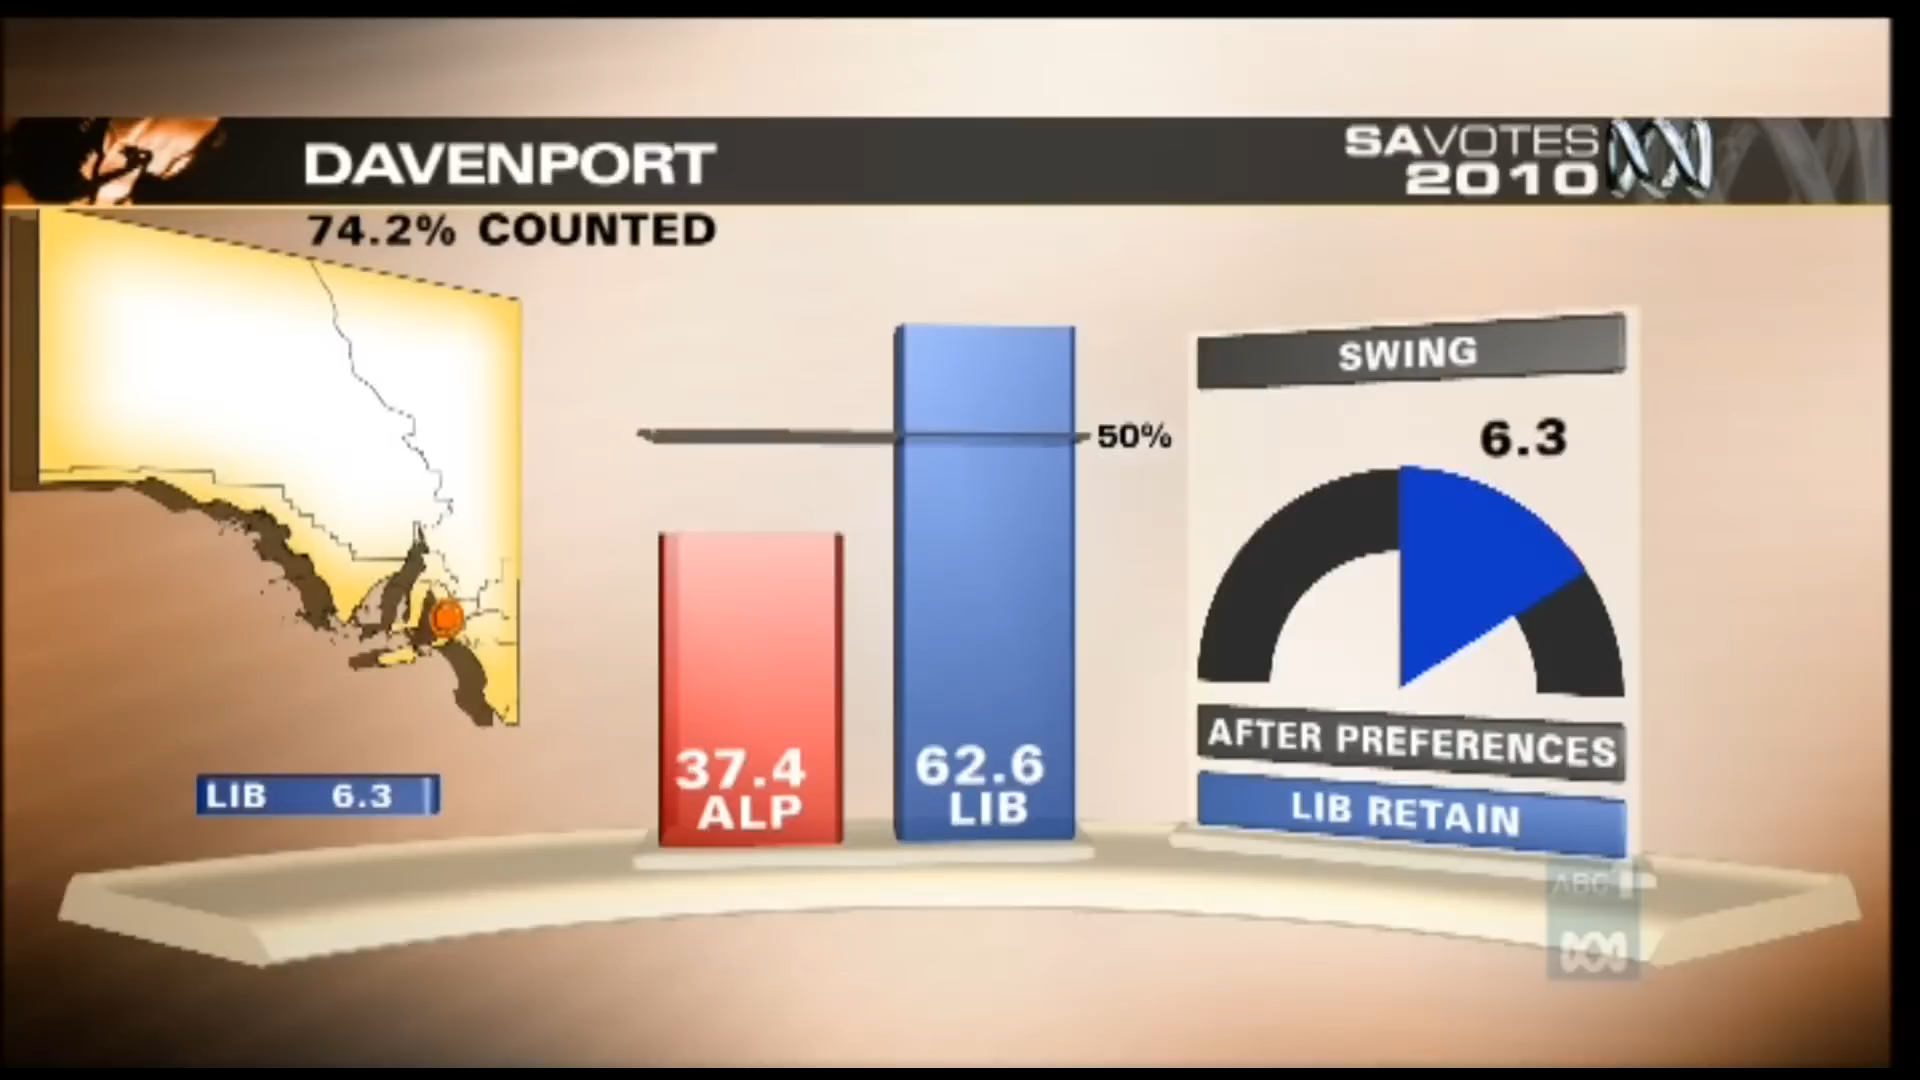 DAVENPORT
SAVOTES
2010
74.2% COUNTED
50%
37.4
ALP
62.6
LIB
SWING
6.3
AFTER PREFERENCES
LIB RETAIN
LIB 6.3
ABC1